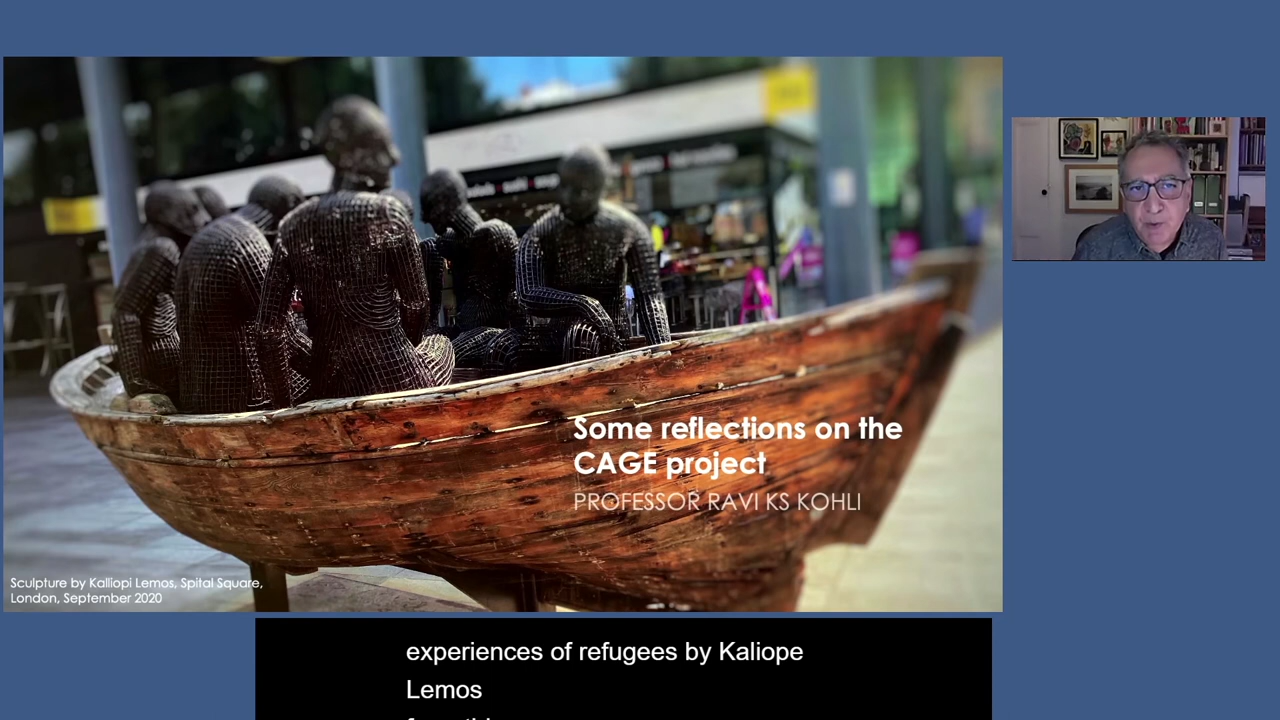 Some reflections on the
CAGE project
PROFESSOR RAVI KS KOHLI
Sculpture by Kalliopi Lemos, Spital Square,
London, September 2020
experiences of refugees by Kaliope
Lemos